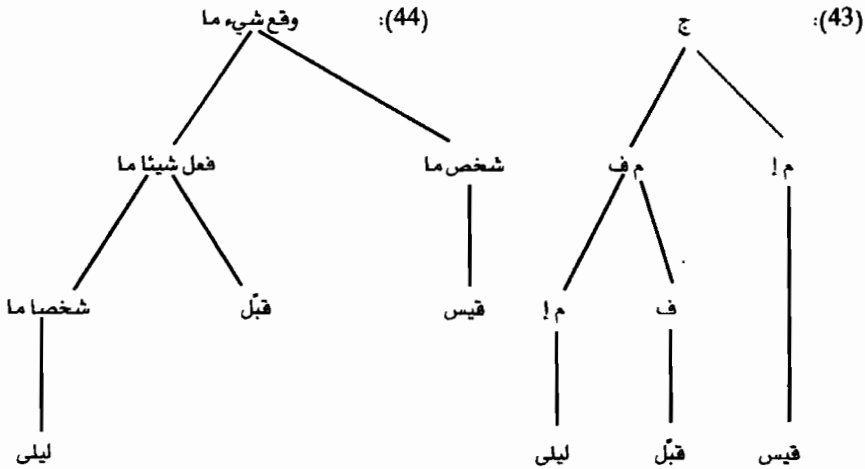 (43): ج (44): وقع شيء ما
م إ م ف شخص ما فعل شيئا ما
ف م إ قيس قبّل شخصا ما
قيس قبّل ليلى ليلى